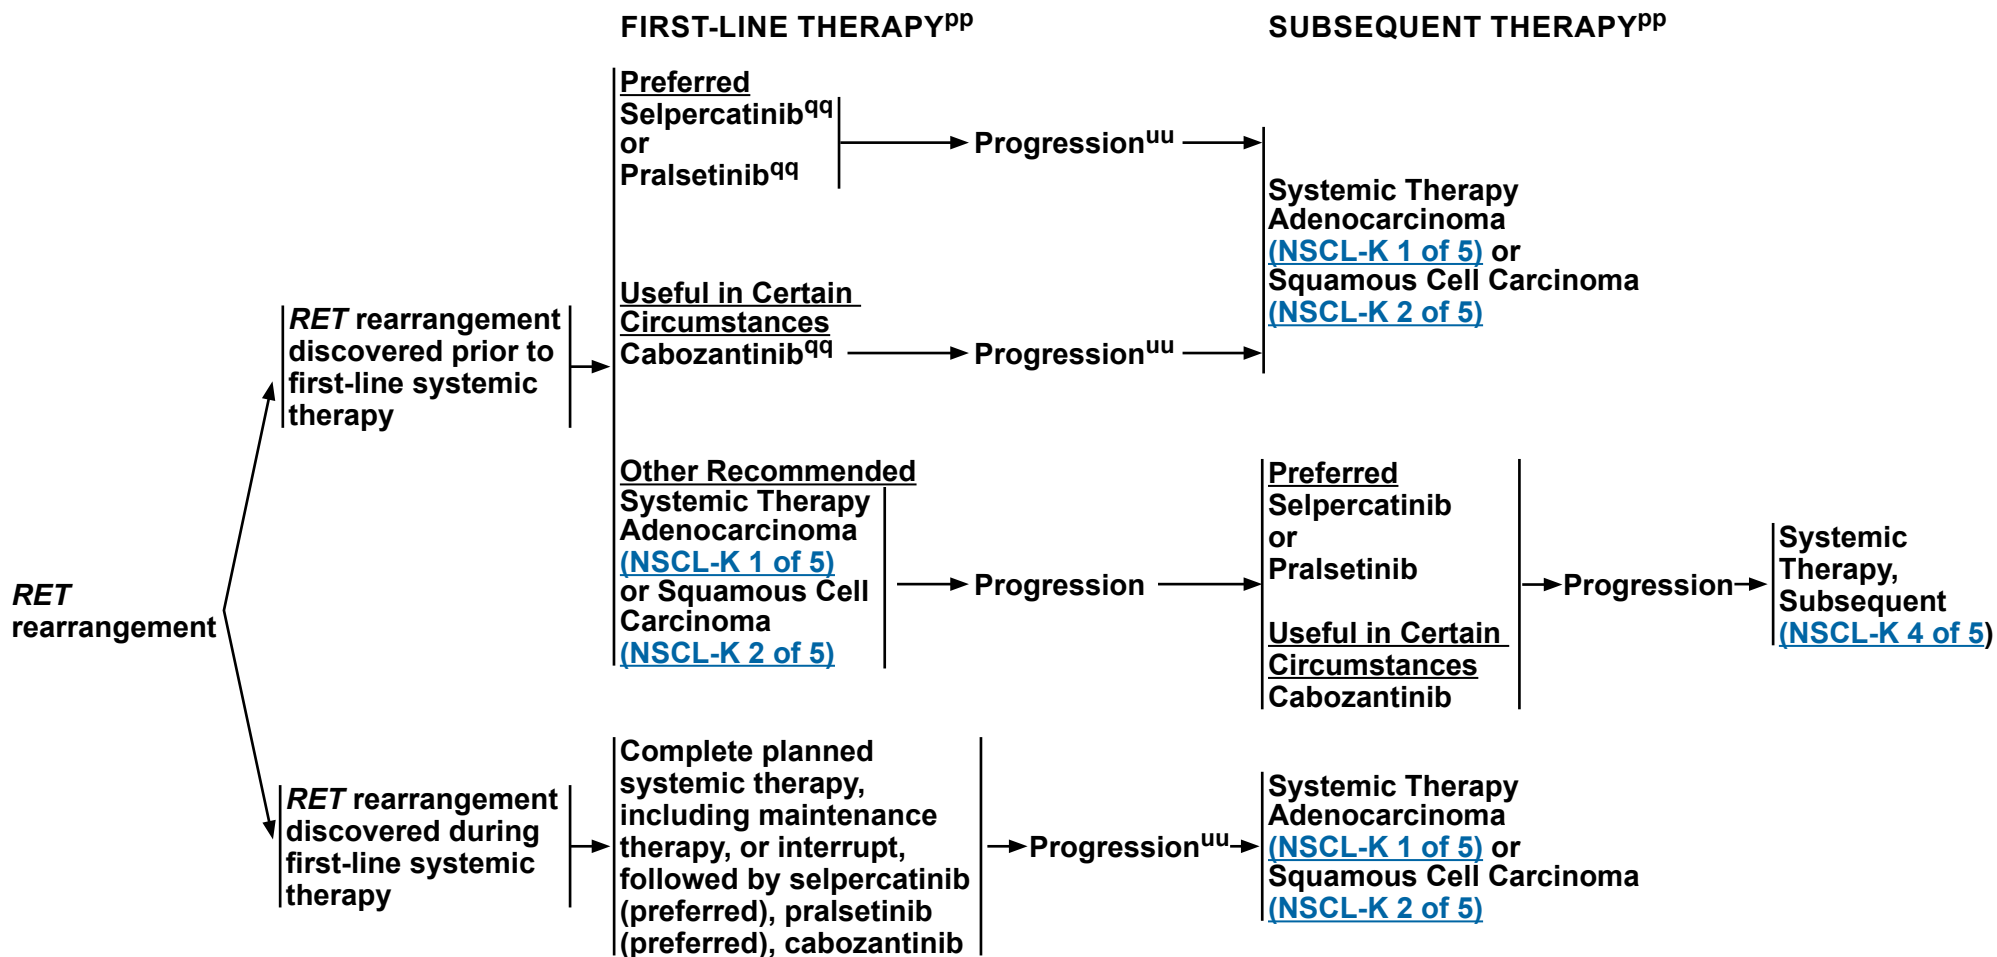 FIRST-LINE THERAPYpp
SUBSEQUENT THERAPYpp
RET
rearrangement
RET rearrangement
discovered prior to
first-line systemic
therapy
Preferred
Selpercatinibqq
or
Pralsetinibqq
Progressionuu
Useful in Certain
Circumstances
Cabozantinibqq
Progressionuu
Systemic Therapy
Adenocarcinoma
(NSCL-K 1 of 5) or
Squamous Cell Carcinoma
(NSCL-K 2 of 5)
Other Recommended
Systemic Therapy
Adenocarcinoma
(NSCL-K 1 of 5)
or Squamous Cell
Carcinoma
(NSCL-K 2 of 5)
Progression
Preferred
Selpercatinib
or
Pralsetinib
Useful in Certain
Circumstances
Cabozantinib
Progression
Systemic
Therapy,
Subsequent
(NSCL-K 4 of 5)
RET rearrangement
discovered during
first-line systemic
therapy
Complete planned
systemic therapy,
including maintenance
therapy, or interrupt,
followed by selpercatinib
(preferred), pralsetinib
(preferred), cabozantinib
Progressionuu
Systemic Therapy
Adenocarcinoma
(NSCL-K 1 of 5) or
Squamous Cell Carcinoma
(NSCL-K 2 of 5)